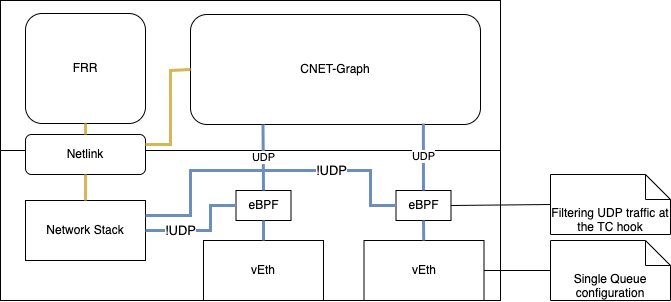 FRR
CNET-Graph
Netlink
UDP
UDP
!UDP
eBPF
eBPF
Network Stack
!UDP
Filtering UDP traffic at
the TC hook
vEth
vEth
Single Queue
configuration